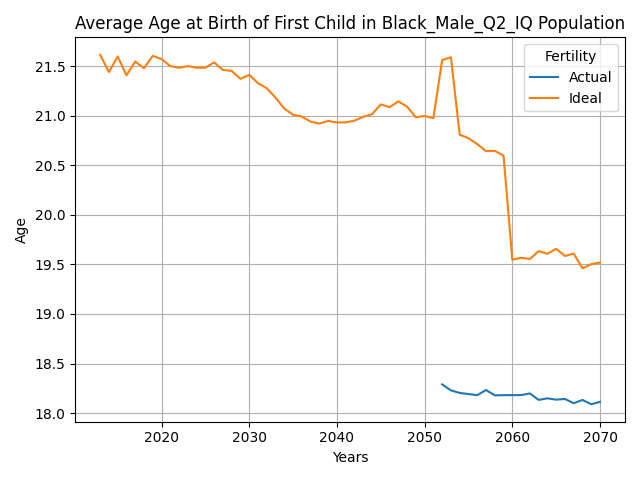 Average Age at Birth of First Child in Black_Male_Q2_IQ Population
Fertility
Actual
Ideal
Age
21.5
21.0
20.5
20.0
19.5
19.0
18.5
18.0
2020 2030 2040 2050 2060 2070
Years